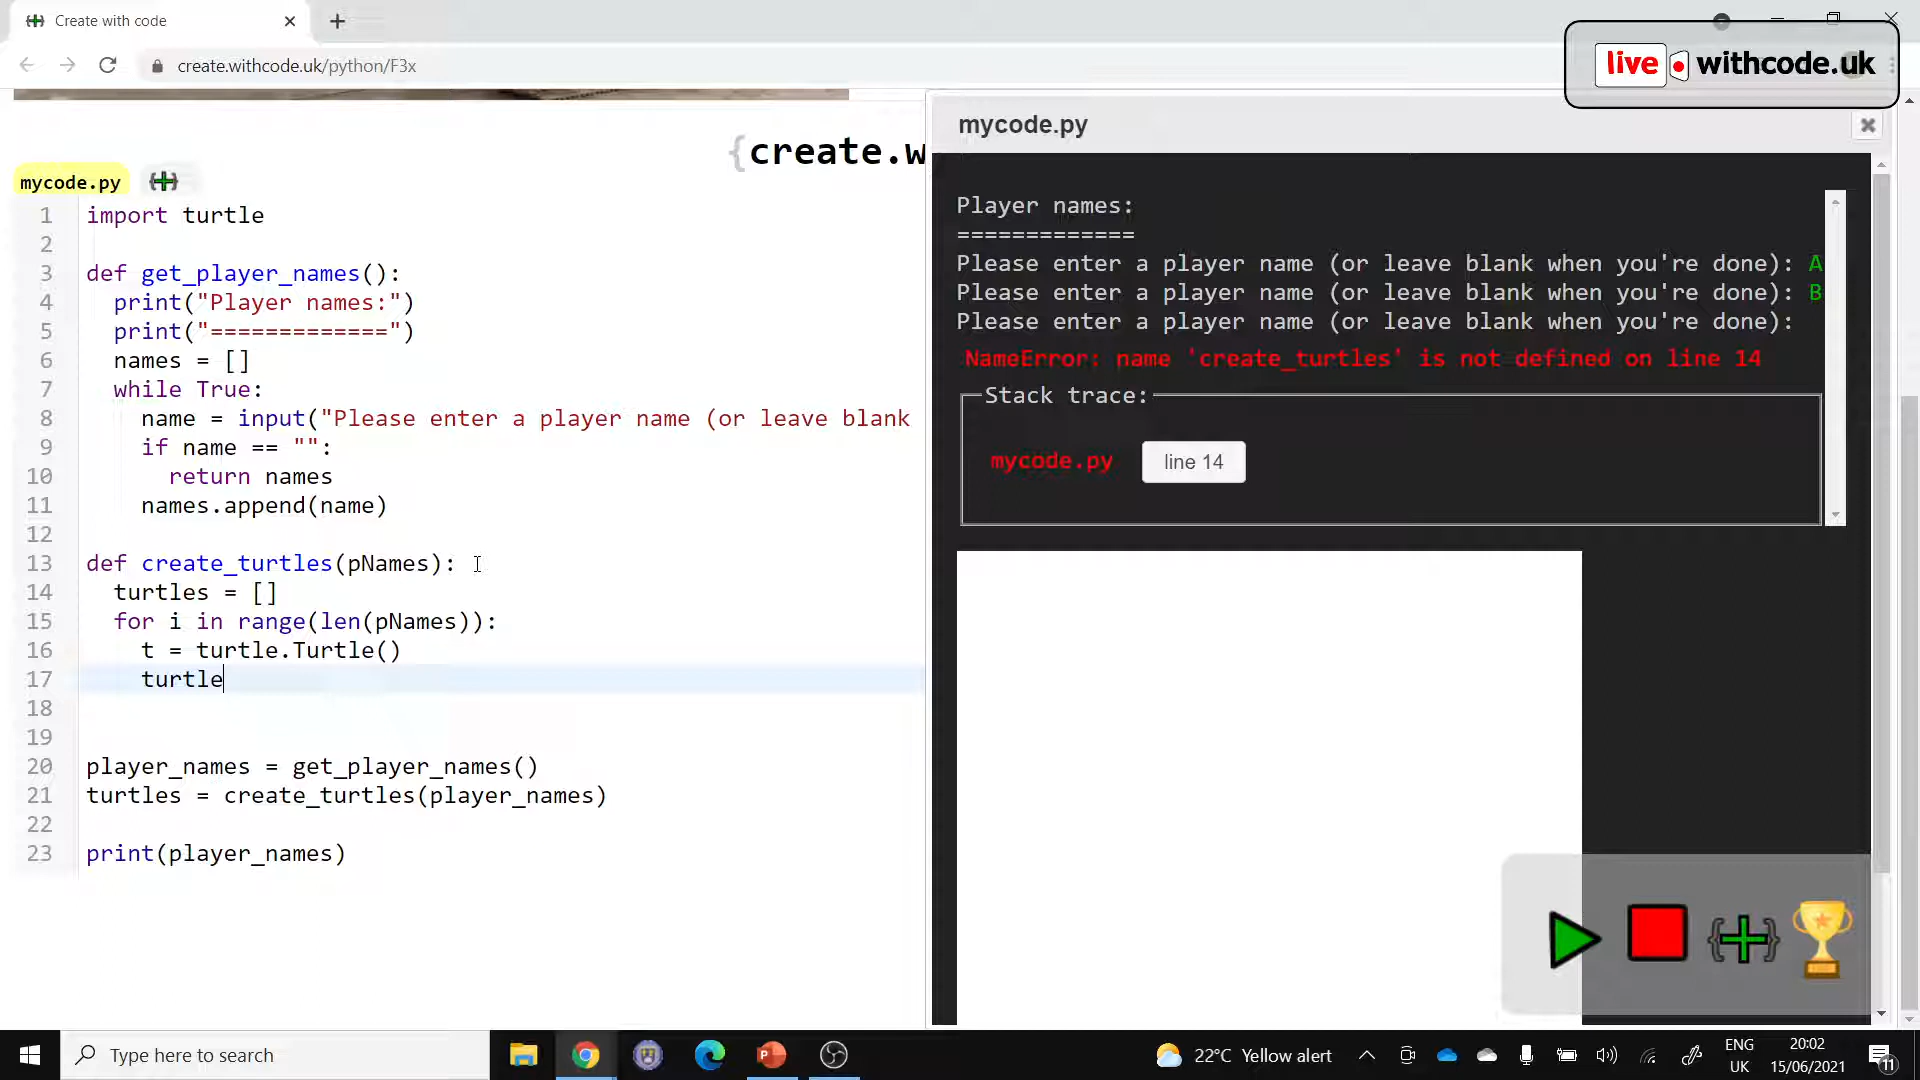 Create with code
create.withcode.uk/python/F3x
live withcode.uk
{create.w
mycode.py
1 import turtle
2
3 def get_player_names():
4 print("Player names:")
5 print("=============")
6 names = []
7 while True:
8 name = input("Please enter a player name (or leave blank
9 if name == "":
10 return names
11 names.append(name)
12
13 def create_turtles(pNames):
14 turtles = []
15 for i in range(len(pNames)):
16 t = turtle.Turtle()
17 turtle
18
19
20 player_names = get_player_names()
21 turtles = create_turtles(player_names)
22
23 print(player_names)
mycode.py
Player names:
=============
Please enter a player name (or leave blank when you're done): A
Please enter a player name (or leave blank when you're done): B
Please enter a player name (or leave blank when you're done):
NameError: name 'create_turtles' is not defined on line 14
Stack trace:
mycode.py line 14
Type here to search
22°C Yellow alert
ENG
UK
20:02
15/06/2021
11